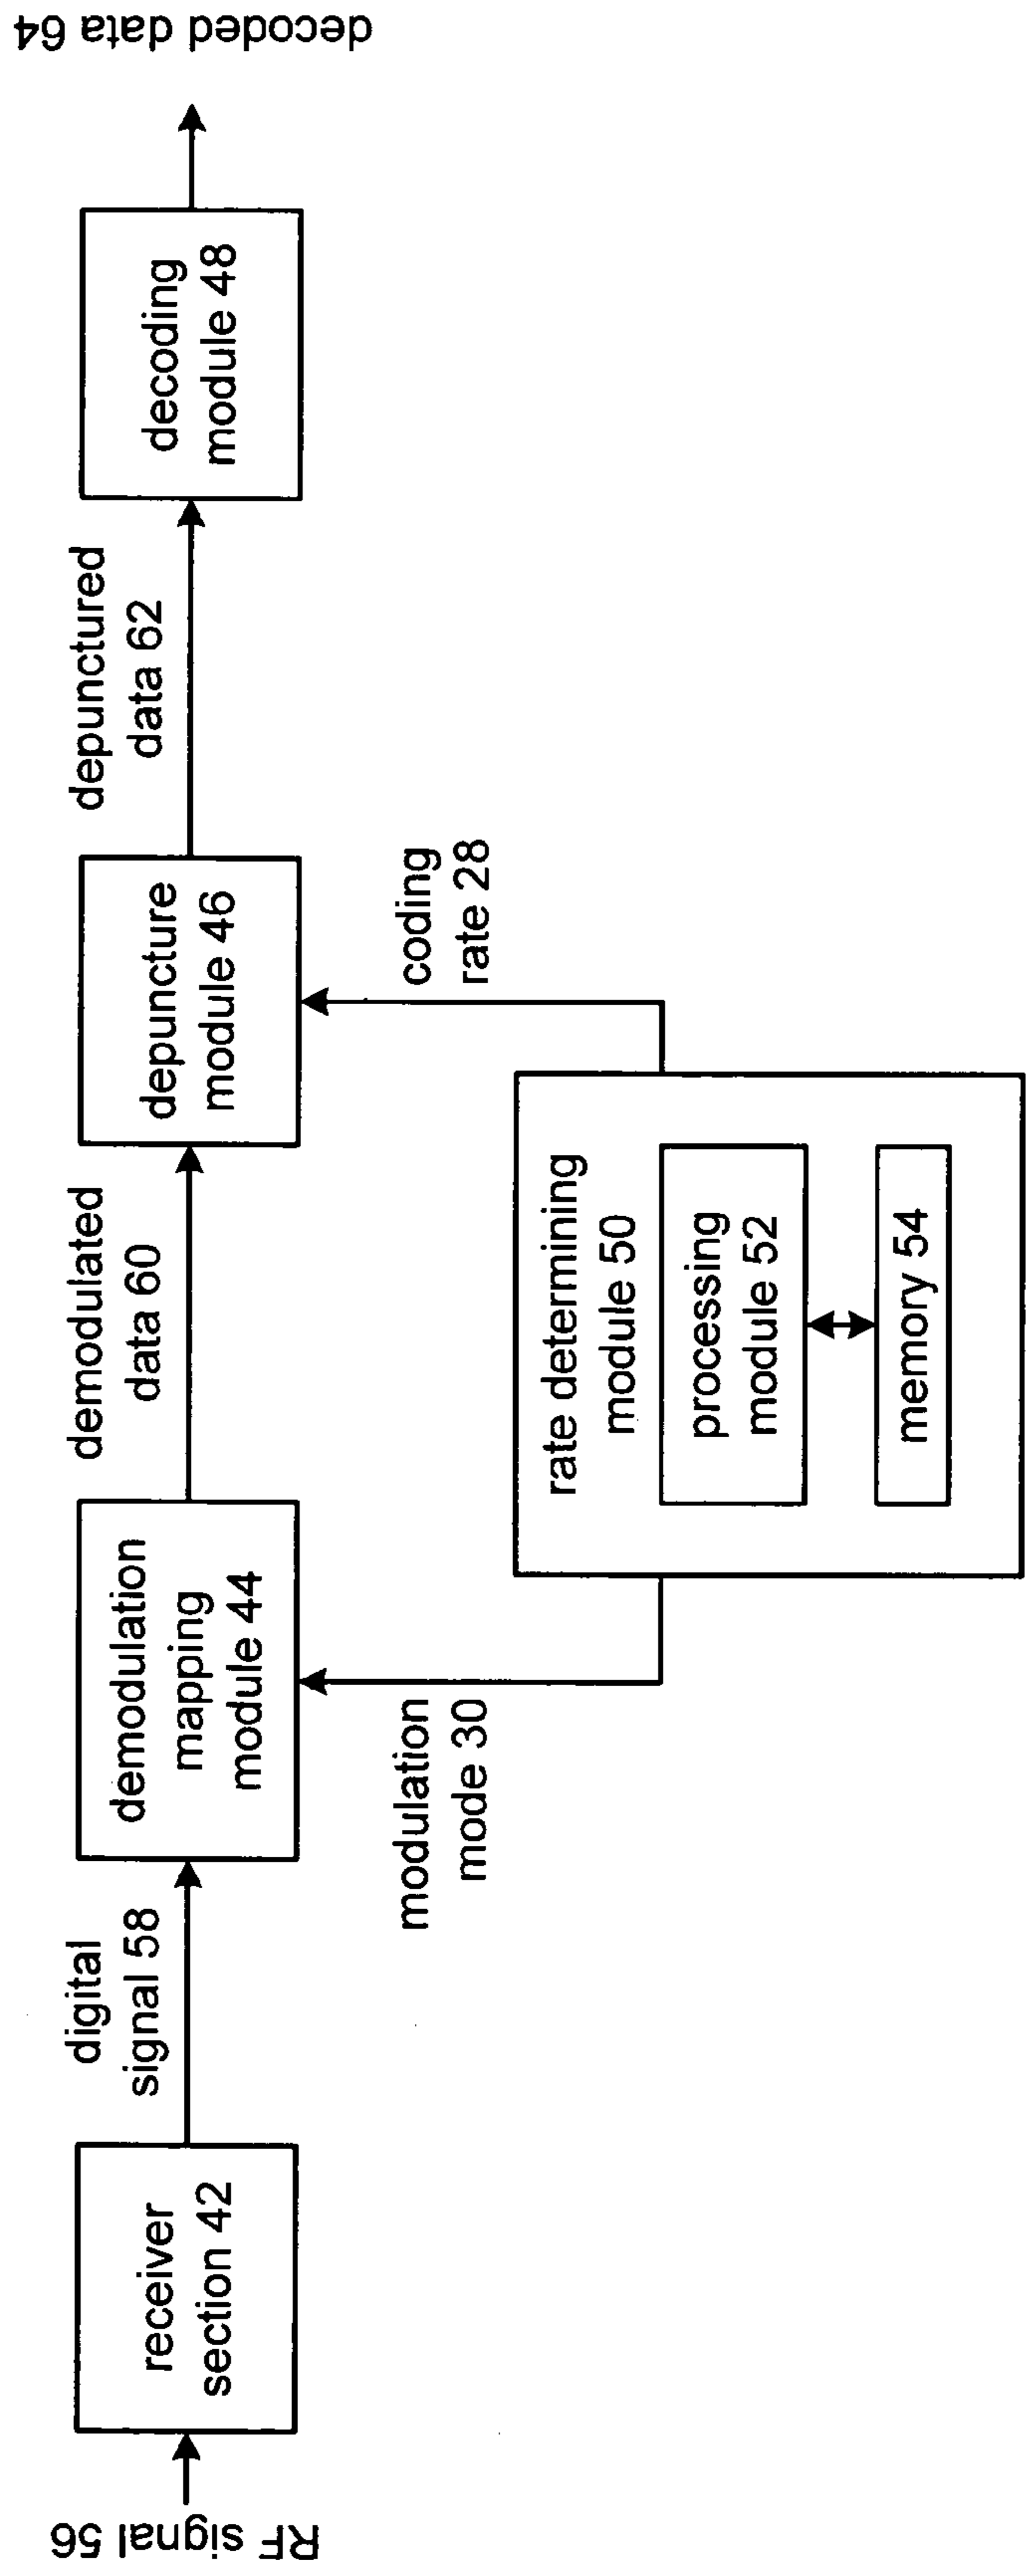 RF signal 56
receiver
section 42
digital
signal 58
demodulation
mapping
module 44
modulation
mode 30
demodulated
data 60
depuncture
module 46
coding
rate 28
depunctured
data 62
decoding
module 48
decoded data 64
rate determining
module 50
processing
module 52
memory 54